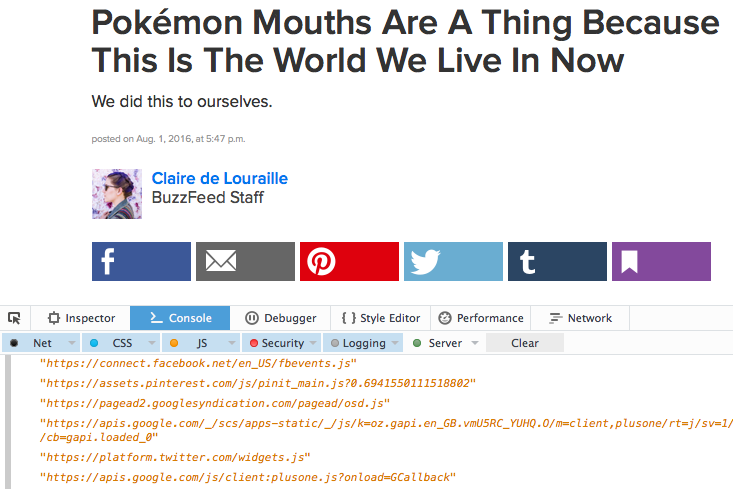 Pokémon Mouths Are A Thing Because
This Is The World We Live In Now
We did this to ourselves.
posted on Aug. 1, 2016, at 5:47 p.m.
Claire de Louraille
BuzzFeed Staff
f
t
Inspector Console Debugger { } Style Editor Performance Network
Net CSS JS Security Logging Server Clear
"https://connect.facebook.net/en_US/fbevents.js"
"https://assets.pinterest.com/js/pinit_main.js?0.6941550111518802"
"https://pagead2.googlesyndication.com/pagead/osd.js"
"https://apis.google.com/_/scs/apps-static/_/js/k=oz.gapi.en_GB.vmU5RC_YUHQ.O/m=client,plusone/rt=j/sv=1/
/cb=gapi.loaded_0"
"https://platform.twitter.com/widgets.js"
"https://apis.google.com/js/client:plusone.js?onload=GCallback"